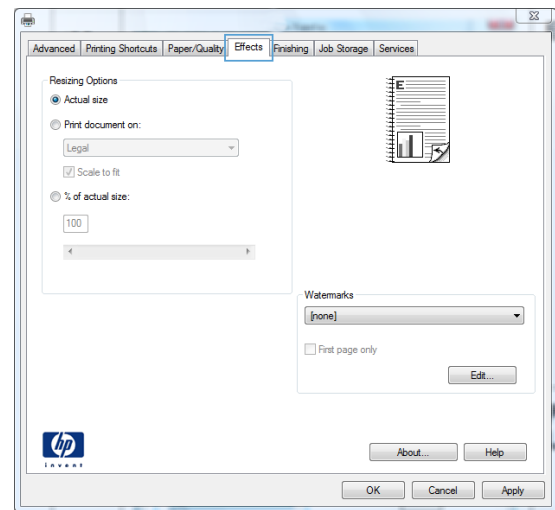 Advanced Printing Shortcuts Paper/Quality Effects Finishing Job Storage Services
Resizing Options
Actual size
Print document on:
Legal
Scale to fit
% of actual size:
100
E
Watermarks
[none]
First page only
Edit...
hp
invent
About... Help
OK Cancel Apply